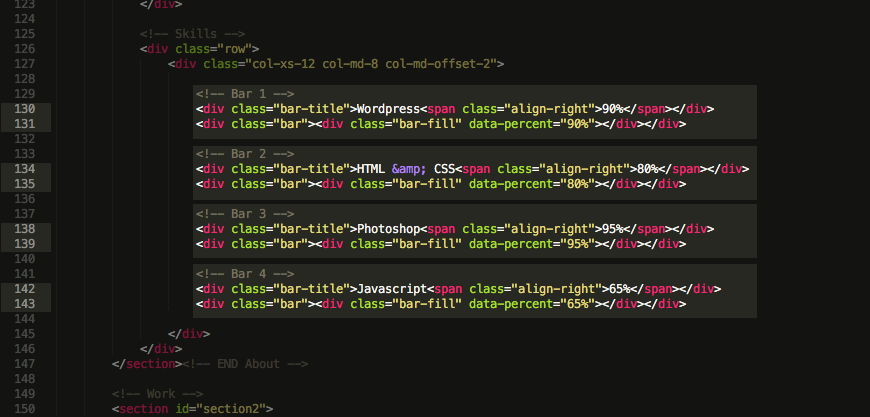 123 </div>
124
125 <!-- Skills -->
126 <div class="row">
127 <div class="col-xs-12 col-md-8 col-md-offset-2">
128
129 <!-- Bar 1 -->
130 <div class="bar-title">Wordpress<span class="align-right">90%</span></div>
131 <div class="bar"><div class="bar-fill" data-percent="90%"></div></div>
132
133 <!-- Bar 2 -->
134 <div class="bar-title">HTML &amp; CSS<span class="align-right">80%</span></div>
135 <div class="bar"><div class="bar-fill" data-percent="80%"></div></div>
136
137 <!-- Bar 3 -->
138 <div class="bar-title">Photoshop<span class="align-right">95%</span></div>
139 <div class="bar"><div class="bar-fill" data-percent="95%"></div></div>
140
141 <!-- Bar 4 -->
142 <div class="bar-title">Javascript<span class="align-right">65%</span></div>
143 <div class="bar"><div class="bar-fill" data-percent="65%"></div></div>
144
145 </div>
146 </div>
147 </section><!-- END About -->
148
149 <!-- Work -->
150 <section id="section2">